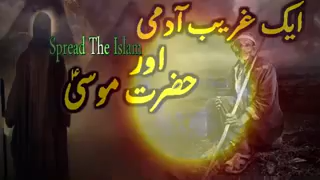 ایک غریب آدمی
Spread The Islam
اور
حضرت موسیٰؑ